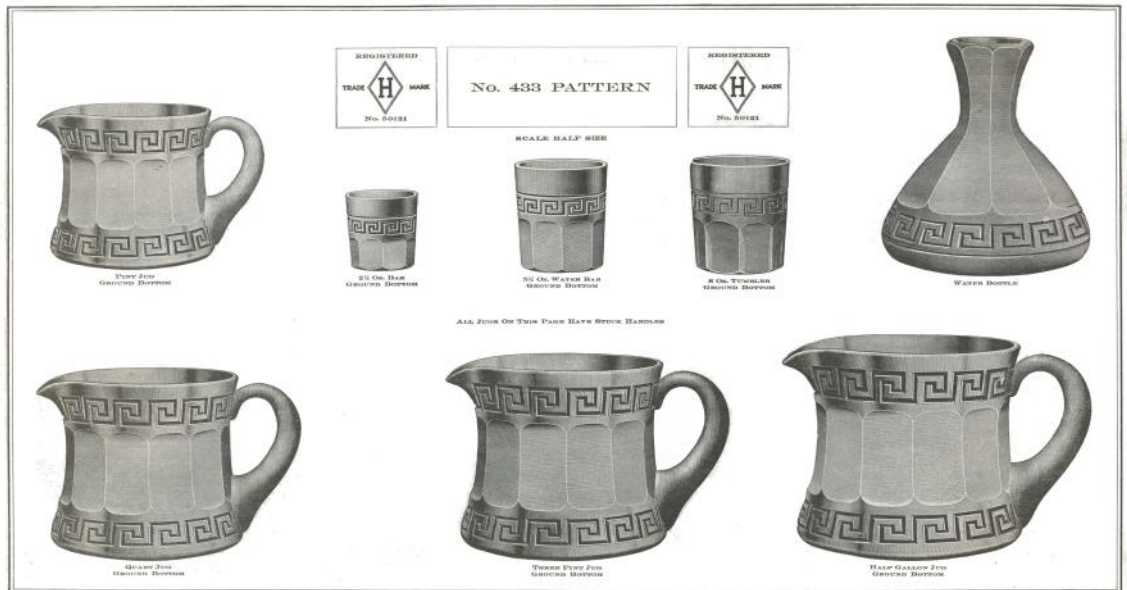 REGISTERED
TRADE H MARK
No. 50121
No. 433 PATTERN
REGISTERED
TRADE H MARK
No. 50121
SCALE HALF SIZE
PINT JUG
GROUND BOTTOM
2½ OZ. BAR
GROUND BOTTOM
5½ OZ. WATER BAR
GROUND BOTTOM
8 OZ. TUMBLER
GROUND BOTTOM
WATER BOTTLE
ALL JUGS ON THIS PAGE HAVE STUCK HANDLES
QUART JUG
GROUND BOTTOM
THREE PINT JUG
GROUND BOTTOM
HALF GALLON JUG
GROUND BOTTOM